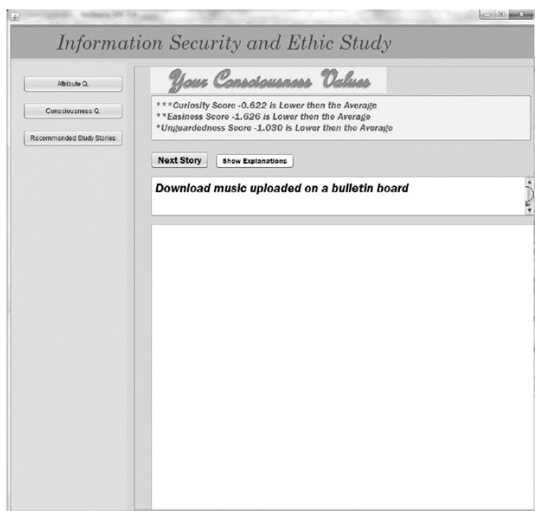 Information Security and Ethic Study
Attribute Q.
Consciousness Q.
Recommended Study Stories
Your Consciousness Values
***Curiosity Score -0.622 is Lower then the Average
**Easiness Score -1.626 is Lower then the Average
*Unguardedness Score -1.030 is Lower then the Average
Next Story
Show Explanations
Download music uploaded on a bulletin board